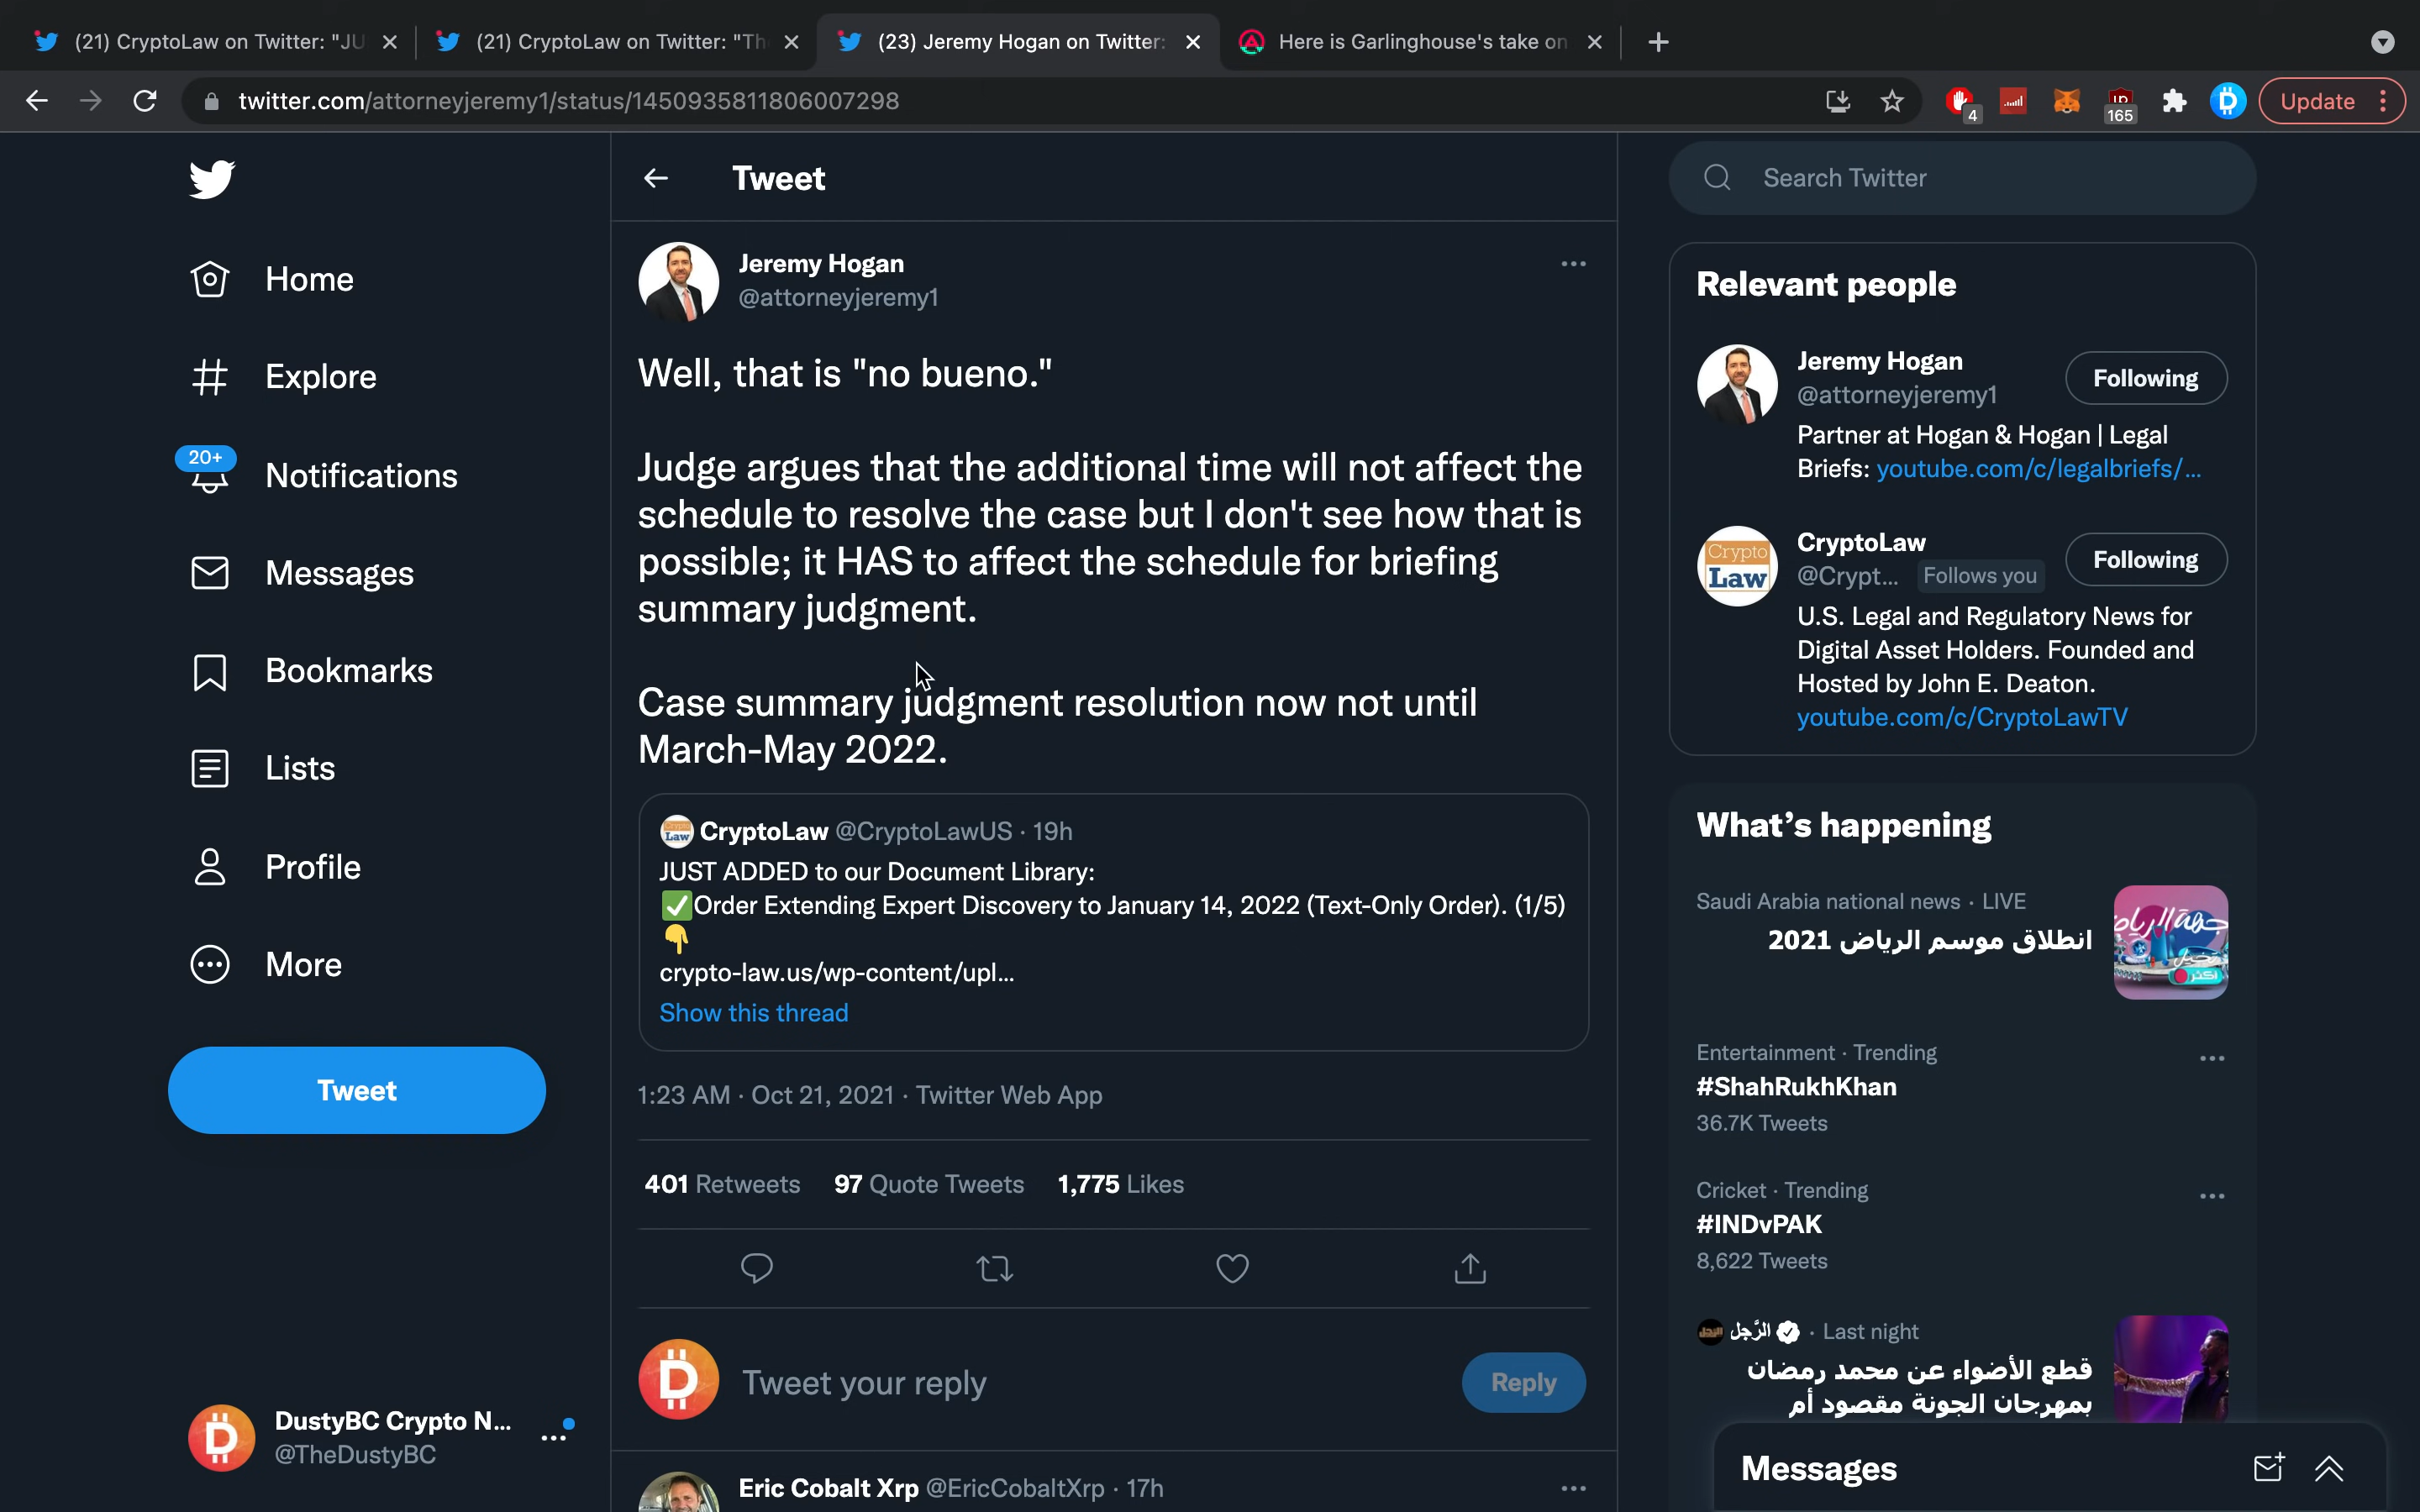 (21) CryptoLaw on Twitter: "JU
(21) CryptoLaw on Twitter: "Th
(23) Jeremy Hogan on Twitter:
Here is Garlinghouse's take on
twitter.com/attorneyjeremy1/status/1450935811806007298
4
165
Update
Home
Explore
20+
Notifications
Messages
Bookmarks
Lists
Profile
More
Tweet
DustyBC Crypto N...
@TheDustyBC
Tweet
Jeremy Hogan
@attorneyjeremy1
Well, that is "no bueno."
Judge argues that the additional time will not affect the
schedule to resolve the case but I don't see how that is
possible; it HAS to affect the schedule for briefing
summary judgment.
Case summary judgment resolution now not until
March-May 2022.
CryptoLaw @CryptoLawUS · 19h
JUST ADDED to our Document Library:
✅Order Extending Expert Discovery to January 14, 2022 (Text-Only Order). (1/5)
👇
crypto-law.us/wp-content/upl...
Show this thread
1:23 AM · Oct 21, 2021 · Twitter Web App
401 Retweets 97 Quote Tweets 1,775 Likes
Tweet your reply
Reply
Eric Cobalt Xrp @EricCobaltXrp · 17h
Search Twitter
Relevant people
Jeremy Hogan
@attorneyjeremy1
Following
Partner at Hogan & Hogan | Legal
Briefs: youtube.com/c/legalbriefs/...
Crypto
Law
CryptoLaw
@Crypt... Follows you
Following
U.S. Legal and Regulatory News for
Digital Asset Holders. Founded and
Hosted by John E. Deaton.
youtube.com/c/CryptoLawTV
What's happening
Saudi Arabia national news · LIVE
انطلاق موسم الرياض 2021
Entertainment · Trending
#ShahRukhKhan
36.7K Tweets
Cricket · Trending
#INDvPAK
8,622 Tweets
الرَّجل · Last night
قطع الأضواء عن محمد رمضان
بمهرجان الجونة مقصود أم
Messages